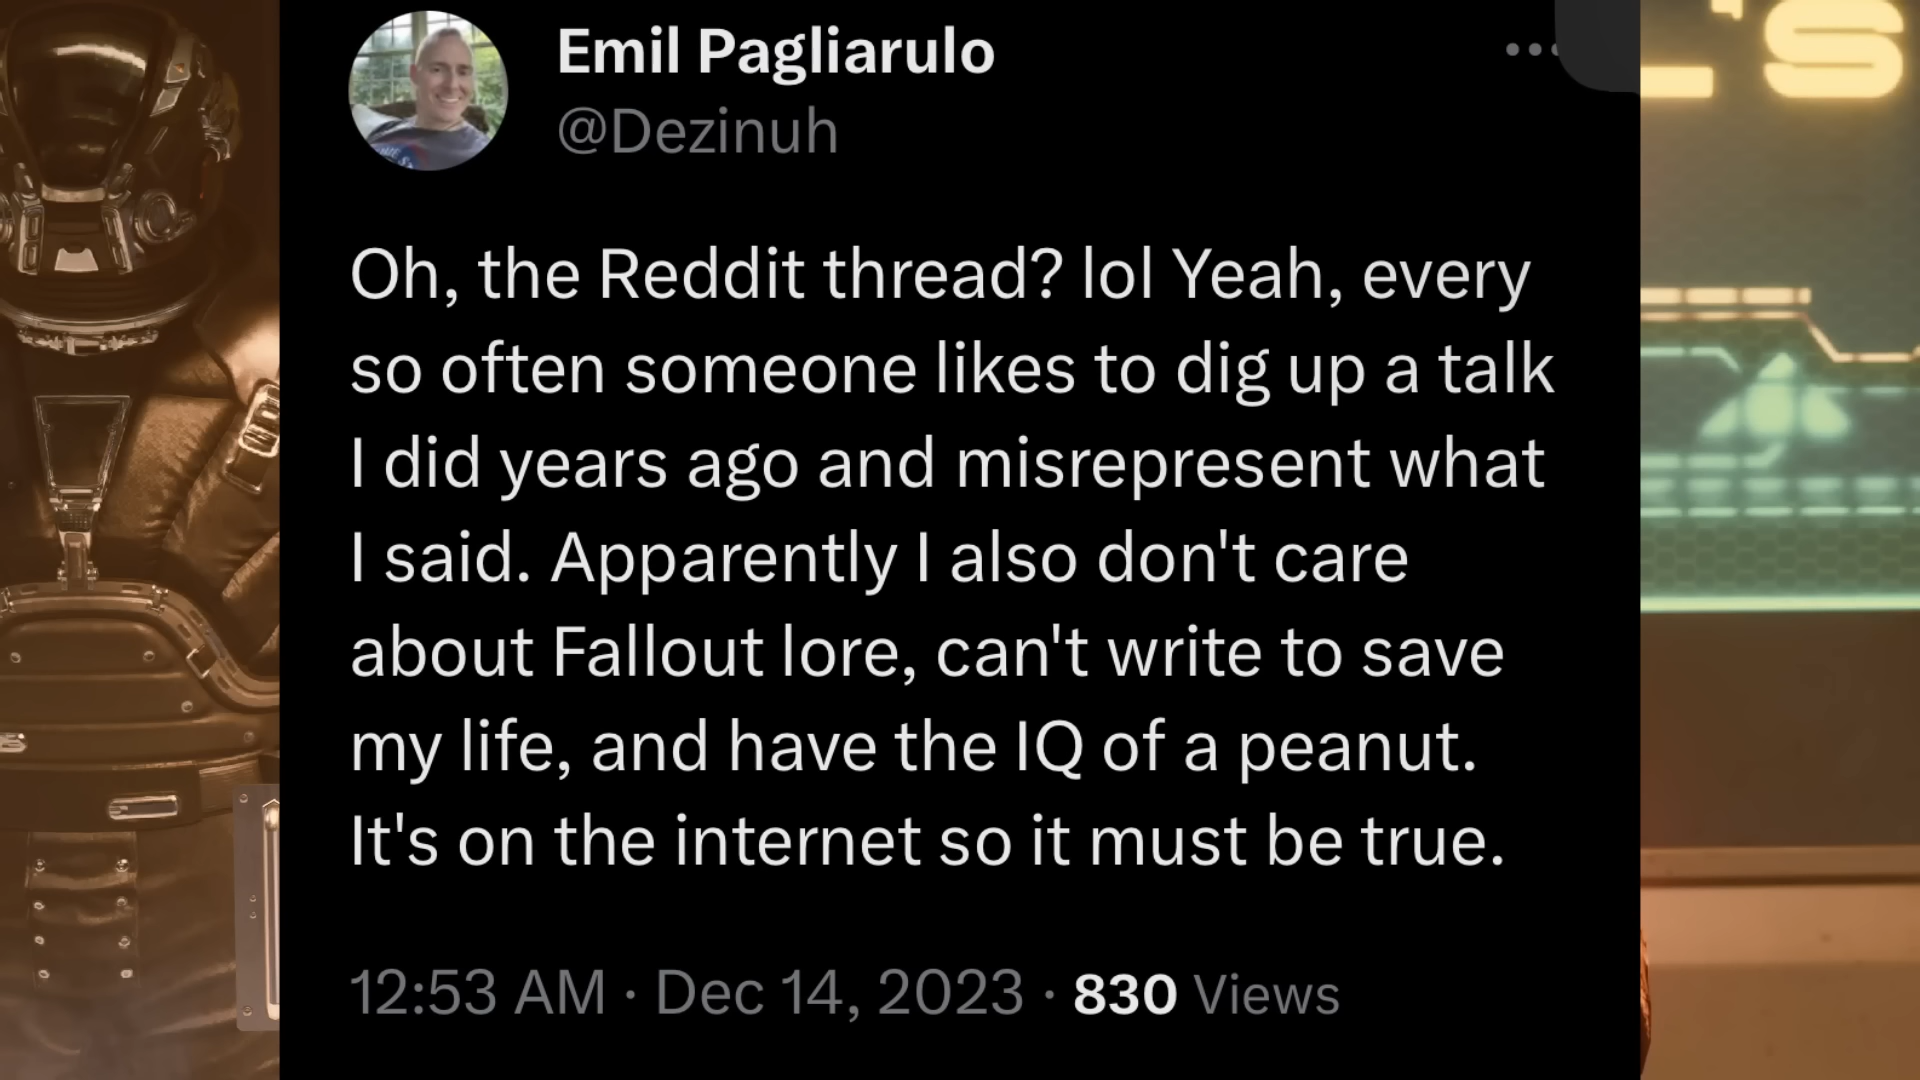 Emil Pagliarulo
@Dezinuh
Oh, the Reddit thread? lol Yeah, every
so often someone likes to dig up a talk
I did years ago and misrepresent what
I said. Apparently I also don't care
about Fallout lore, can't write to save
my life, and have the IQ of a peanut.
It's on the internet so it must be true.
12:53 AM · Dec 14, 2023 · 830 Views
L'S